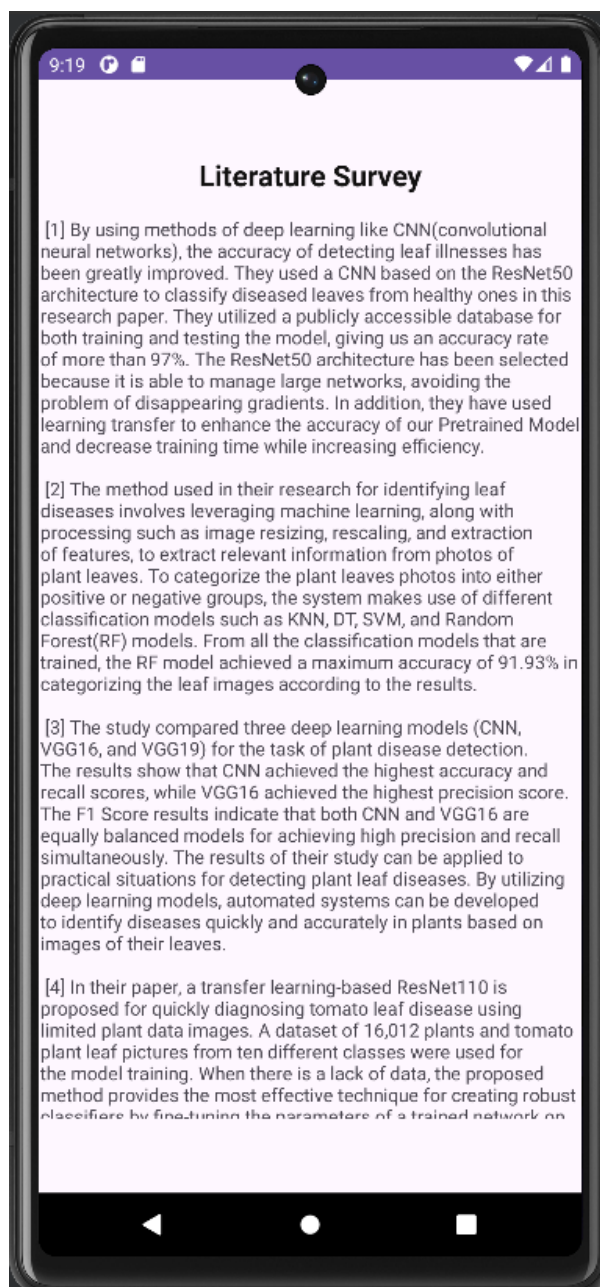 9:19
Literature Survey
[1] By using methods of deep learning like CNN(convolutional
neural networks), the accuracy of detecting leaf illnesses has
been greatly improved. They used a CNN based on the ResNet50
architecture to classify diseased leaves from healthy ones in this
research paper. They utilized a publicly accessible database for
both training and testing the model, giving us an accuracy rate
of more than 97%. The ResNet50 architecture has been selected
because it is able to manage large networks, avoiding the
problem of disappearing gradients. In addition, they have used
learning transfer to enhance the accuracy of our Pretrained Model
and decrease training time while increasing efficiency.
[2] The method used in their research for identifying leaf
diseases involves leveraging machine learning, along with
processing such as image resizing, rescaling, and extraction
of features, to extract relevant information from photos of
plant leaves. To categorize the plant leaves photos into either
positive or negative groups, the system makes use of different
classification models such as KNN, DT, SVM, and Random
Forest(RF) models. From all the classification models that are
trained, the RF model achieved a maximum accuracy of 91.93% in
categorizing the leaf images according to the results.
[3] The study compared three deep learning models (CNN,
VGG16, and VGG19) for the task of plant disease detection.
The results show that CNN achieved the highest accuracy and
recall scores, while VGG16 achieved the highest precision score.
The F1 Score results indicate that both CNN and VGG16 are
equally balanced models for achieving high precision and recall
simultaneously. The results of their study can be applied to
practical situations for detecting plant leaf diseases. By utilizing
deep learning models, automated systems can be developed
to identify diseases quickly and accurately in plants based on
images of their leaves.
[4] In their paper, a transfer learning-based ResNet110 is
proposed for quickly diagnosing tomato leaf disease using
limited plant data images. A dataset of 16,012 plants and tomato
plant leaf pictures from ten different classes were used for
the model training. When there is a lack of data, the proposed
method provides the most effective technique for creating robust
classifiers by fine-tuning the parameters of a trained network on